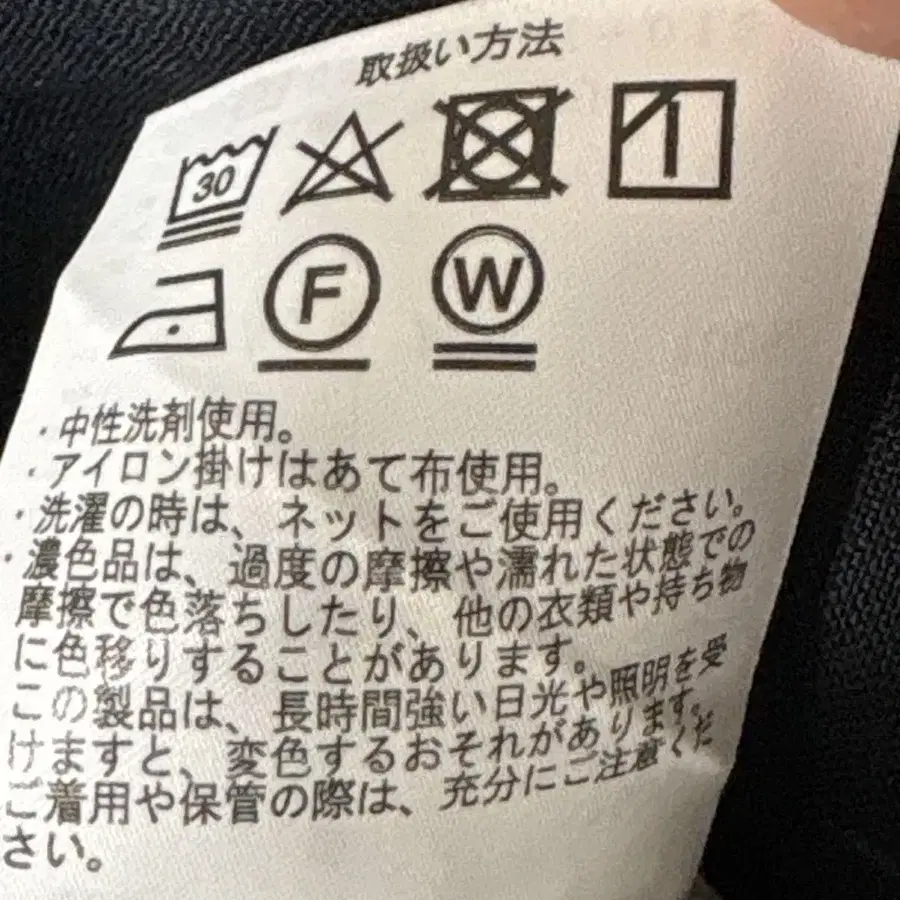 取扱い方法
30
F W
・中性洗剤使用。
・アイロン掛けはあて布使用。
・洗濯の時は、ネットをご使用ください。
・濃色品は、過度の摩擦や濡れた状態での
摩擦で色落ちしたり、他の衣類や持ち物
に色移りすることがあります。
この製品は、長時間強い日光や照明を受
けますと、変色するおそれがあります。
ご着用や保管の際は、充分にご注意くだ
さい。